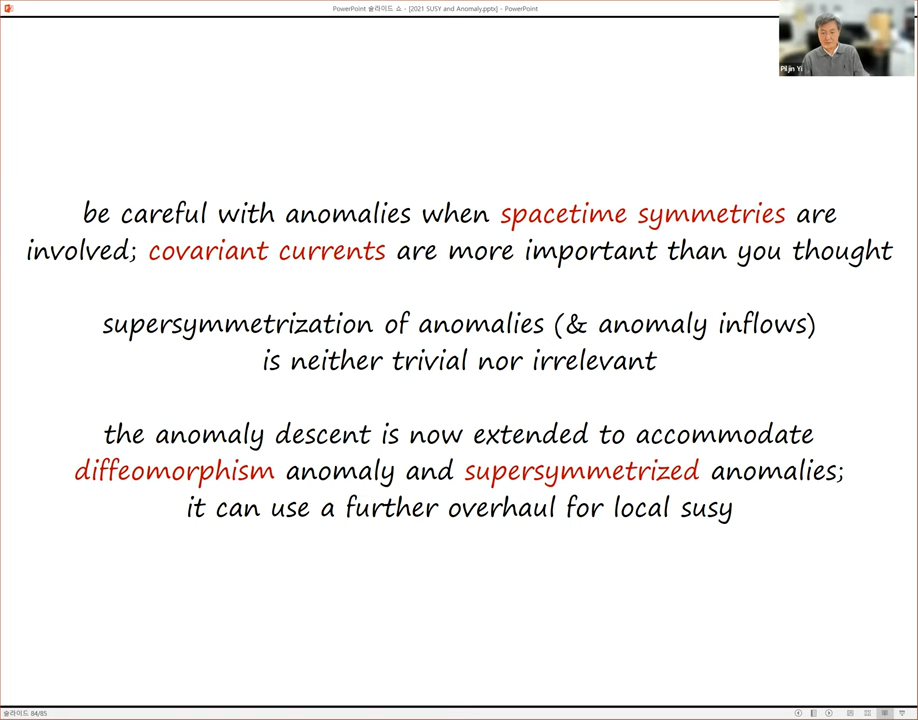 PowerPoint 슬라이드 쇼 - [2021 SUSY and Anomaly.pptx] - PowerPoint
Piljin Yi
be careful with anomalies when spacetime symmetries are
involved; covariant currents are more important than you thought
supersymmetrization of anomalies (& anomaly inflows)
is neither trivial nor irrelevant
the anomaly descent is now extended to accommodate
diffeomorphism anomaly and supersymmetrized anomalies;
it can use a further overhaul for local susy
슬라이드 84/85